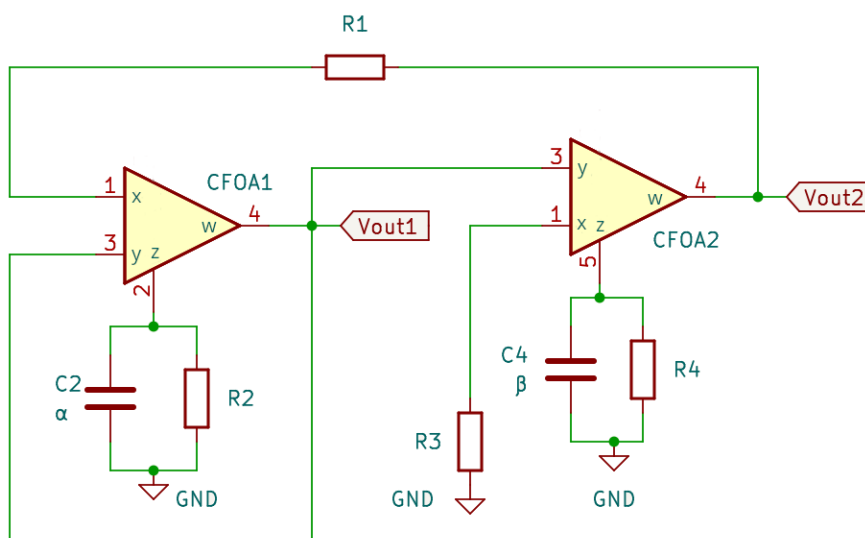 R1
CFOA1
1
x
w
4
Vout1
3
y
z
2
C2
α
R2
GND
3
y
w
4
Vout2
1
x
z
CFOA2
5
C4
β
R4
R3
GND
GND